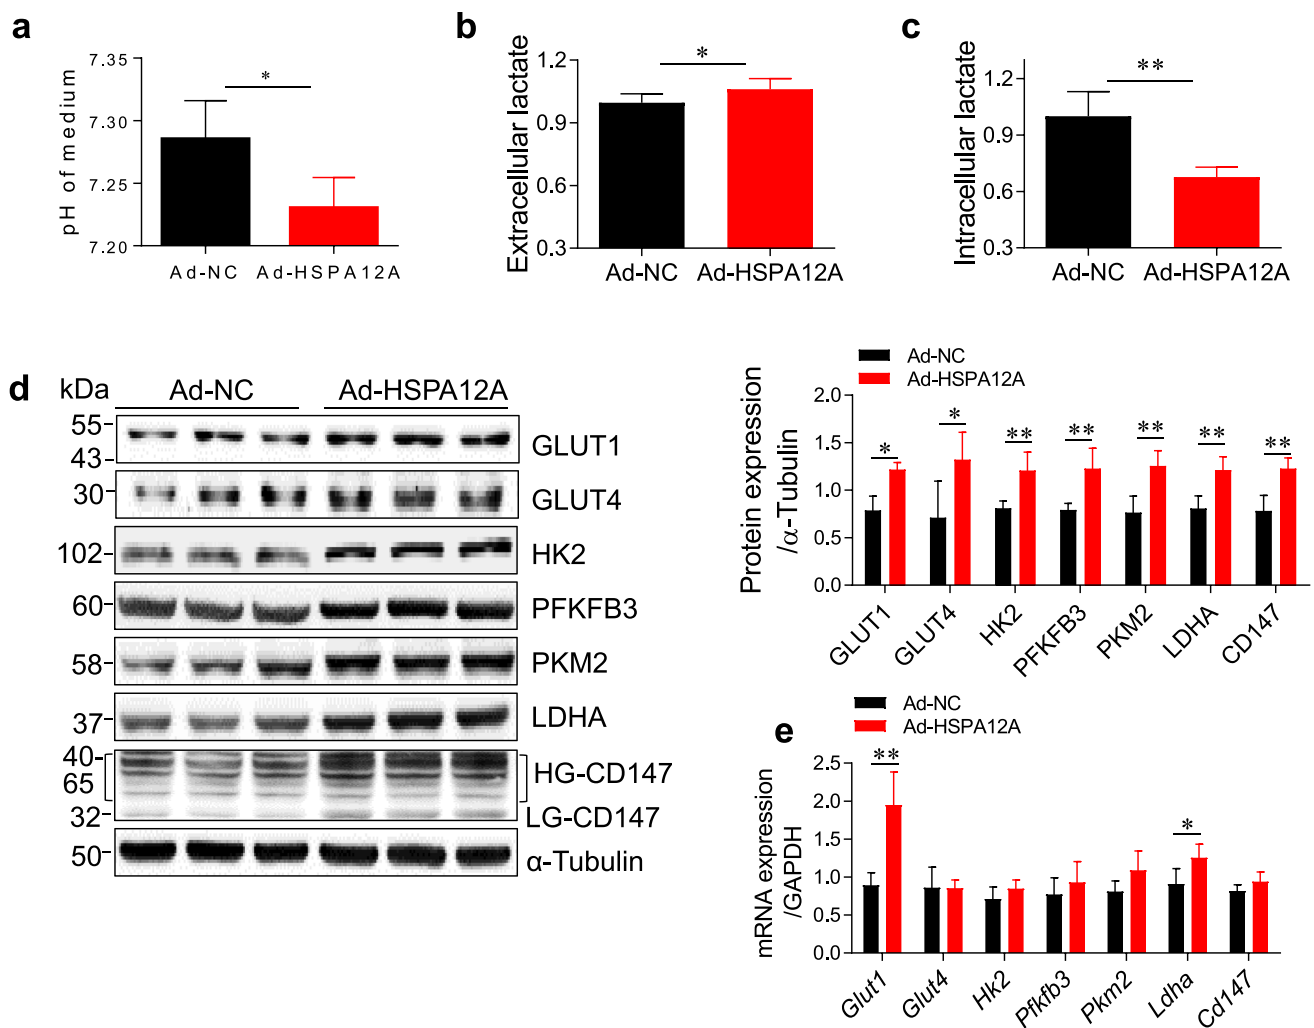 a
pH of medium
7.35
7.30
7.25
7.20
*
Ad-NC
Ad-HSPA12A
b
Extracellular lactate
1.2
0.9
0.6
0.3
*
Ad-NC
Ad-HSPA12A
c
Intracellular lactate
1.2
0.9
0.6
0.3
**
Ad-NC
Ad-HSPA12A
d
kDa
Ad-NC
Ad-HSPA12A
55
43
GLUT1
30
GLUT4
102
HK2
60
PFKFB3
58
PKM2
37
LDHA
40
65
HG-CD147
32
LG-CD147
50
α-Tubulin
Ad-NC
Ad-HSPA12A
Protein expression
/α-Tubulin
2.0
1.5
1.0
0.5
0.0
*
*
**
**
**
**
**
GLUT1
GLUT4
HK2
PFKFB3
PKM2
LDHA
CD147
e
Ad-NC
Ad-HSPA12A
mRNA expression
/GAPDH
2.5
2.0
1.5
1.0
0.5
0.0
**
*
Glut1
Glut4
Hk2
Pfkfb3
Pkm2
Ldha
Cd147